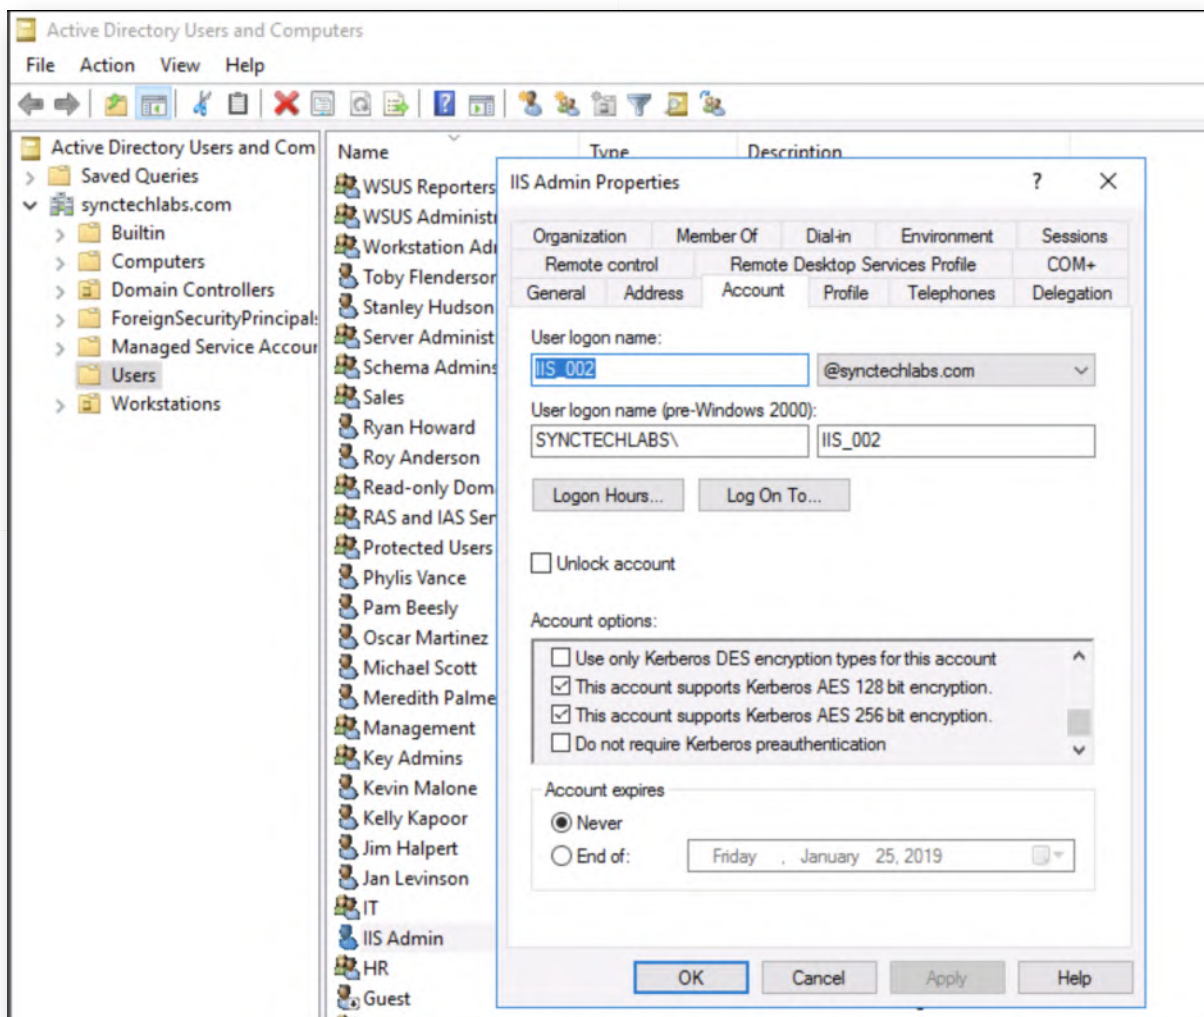 Active Directory Users and Computers
File Action View Help
Active Directory Users and Com
Saved Queries
synctechlabs.com
Builtin
Computers
Domain Controllers
ForeignSecurityPrincipals
Managed Service Accour
Users
Workstations
Name Type Description
WSUS Reporters
WSUS Administr
Workstation Adr
Toby Flenderson
Stanley Hudson
Server Administ
Schema Admins
Sales
Ryan Howard
Roy Anderson
Read-only Dom
RAS and IAS Ser
Protected Users
Phylis Vance
Pam Beesly
Oscar Martinez
Michael Scott
Meredith Palme
Management
Key Admins
Kevin Malone
Kelly Kapoor
Jim Halpert
Jan Levinson
IT
IIS Admin
HR
Guest
IIS Admin Properties
Organization Member Of Dial-in Environment Sessions
Remote control Remote Desktop Services Profile COM+
General Address Account Profile Telephones Delegation
User logon name:
IIS_002 @synctechlabs.com
User logon name (pre-Windows 2000):
SYNCTECHLABS\ IIS_002
Logon Hours... Log On To...
Unlock account
Account options:
Use only Kerberos DES encryption types for this account
This account supports Kerberos AES 128 bit encryption.
This account supports Kerberos AES 256 bit encryption.
Do not require Kerberos preauthentication
Account expires
Never
End of: Friday , January 25, 2019
OK Cancel Apply Help